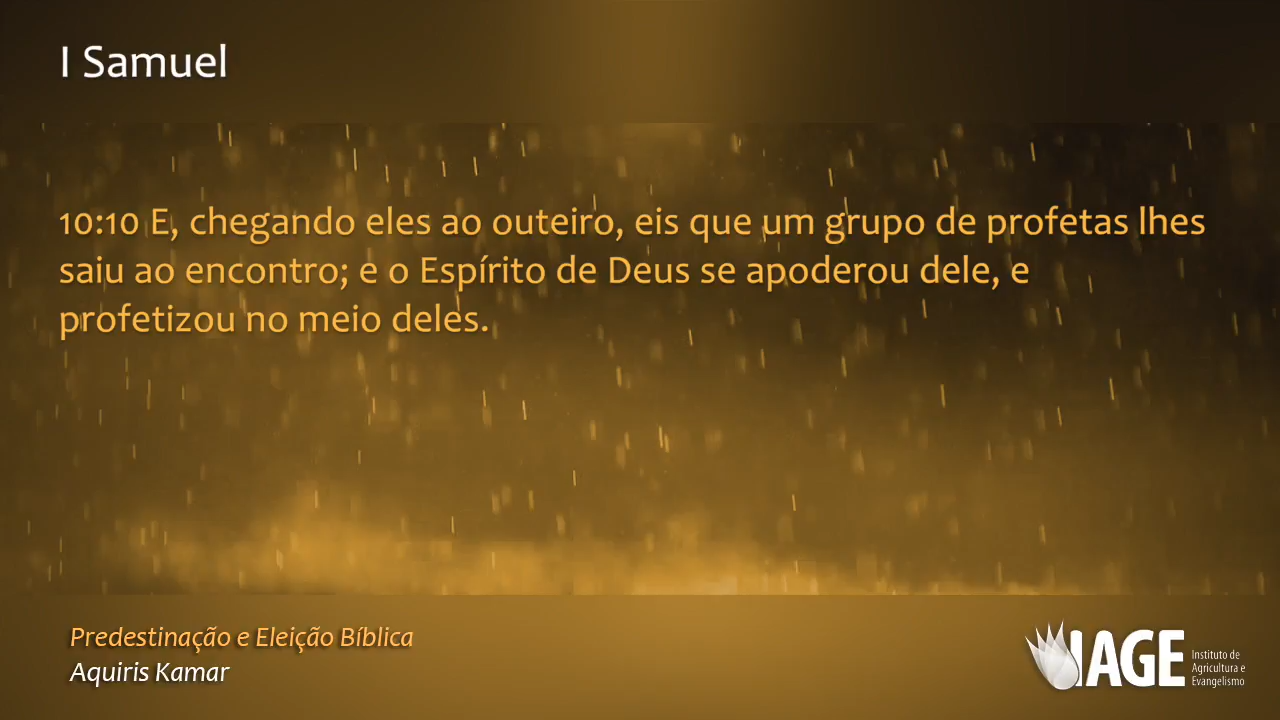 I Samuel
10:10 E, chegando eles ao outeiro, eis que um grupo de profetas lhes
saiu ao encontro; e o Espírito de Deus se apoderou dele, e
profetizou no meio deles.
Predestinação e Eleição Bíblica
Aquiris Kamar
IAGE
Instituto de
Agricultura e
Evangelismo